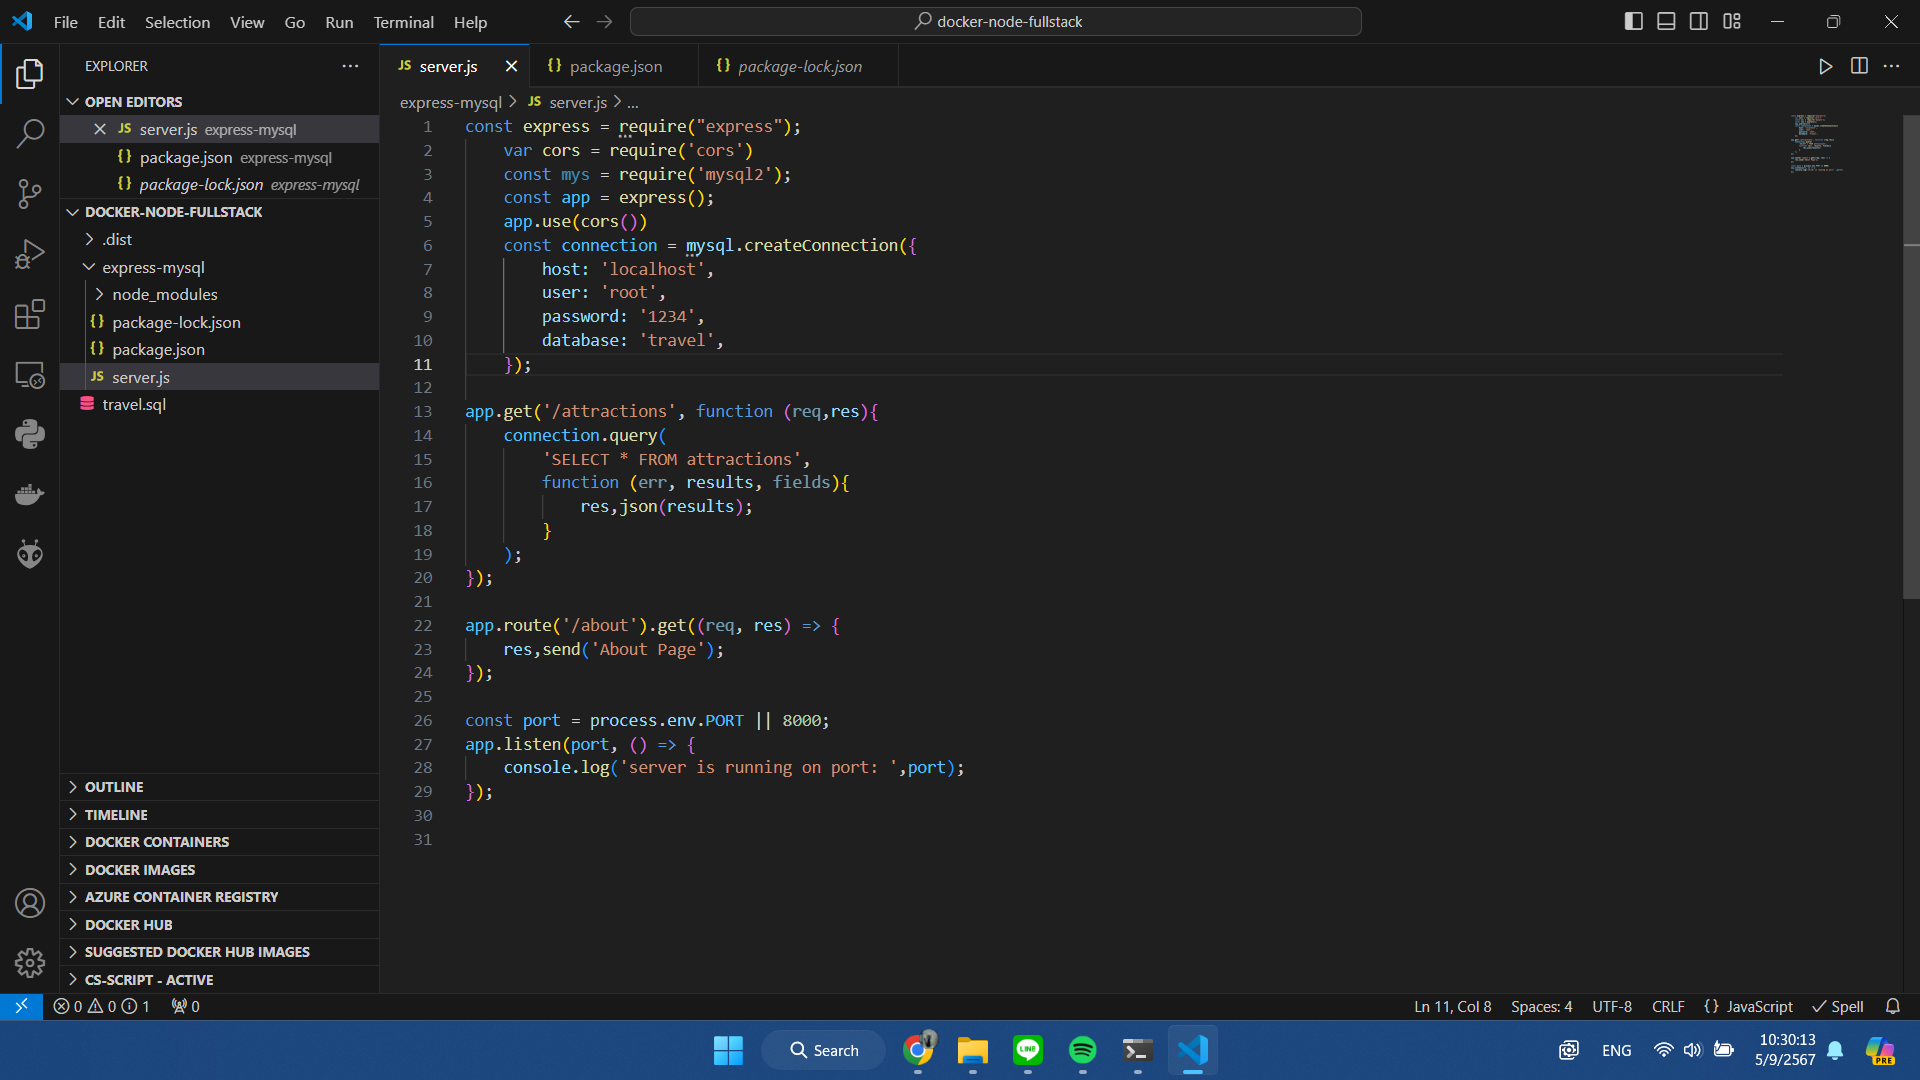 File Edit Selection View Go Run Terminal Help
docker-node-fullstack
EXPLORER
OPEN EDITORS
JS server.js express-mysql
{} package.json express-mysql
{} package-lock.json express-mysql
DOCKER-NODE-FULLSTACK
.dist
express-mysql
node_modules
{} package-lock.json
{} package.json
JS server.js
travel.sql
OUTLINE
TIMELINE
DOCKER CONTAINERS
DOCKER IMAGES
AZURE CONTAINER REGISTRY
DOCKER HUB
SUGGESTED DOCKER HUB IMAGES
CS-SCRIPT - ACTIVE
JS server.js {} package.json {} package-lock.json
express-mysql > JS server.js > ...
1 const express = require("express");
2 var cors = require('cors')
3 const mys = require('mysql2');
4 const app = express();
5 app.use(cors())
6 const connection = mysql.createConnection({
7 host: 'localhost',
8 user: 'root',
9 password: '1234',
10 database: 'travel',
11 });
12
13 app.get('/attractions', function (req,res){
14 connection.query(
15 'SELECT * FROM attractions',
16 function (err, results, fields){
17 res,json(results);
18 }
19 );
20 });
21
22 app.route('/about').get((req, res) => {
23 res,send('About Page');
24 });
25
26 const port = process.env.PORT || 8000;
27 app.listen(port, () => {
28 console.log('server is running on port: ',port);
29 });
30
31
0 0 1 0
Ln 11, Col 8 Spaces: 4 UTF-8 CRLF {} JavaScript Spell
Search
LINE
ENG
10:30:13
5/9/2567
PRE